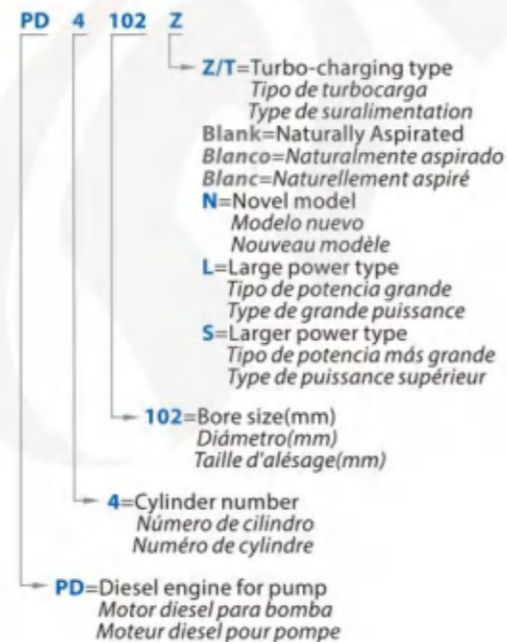 PD 4 102 Z
Z/T=Turbo-charging type
Tipo de turbocarga
Type de suralimentation
Blank=Naturally Aspirated
Blanco=Naturalmente aspirado
Blanc=Naturellement aspiré
N=Novel model
Modelo nuevo
Nouveau modèle
L=Large power type
Tipo de potencia grande
Type de grande puissance
S=Larger power type
Tipo de potencia más grande
Type de puissance supérieur
102=Bore size(mm)
Diámetro(mm)
Taille d'alésage(mm)
4=Cylinder number
Número de cilindro
Numéro de cylindre
PD=Diesel engine for pump
Motor diesel para bomba
Moteur diesel pour pompe